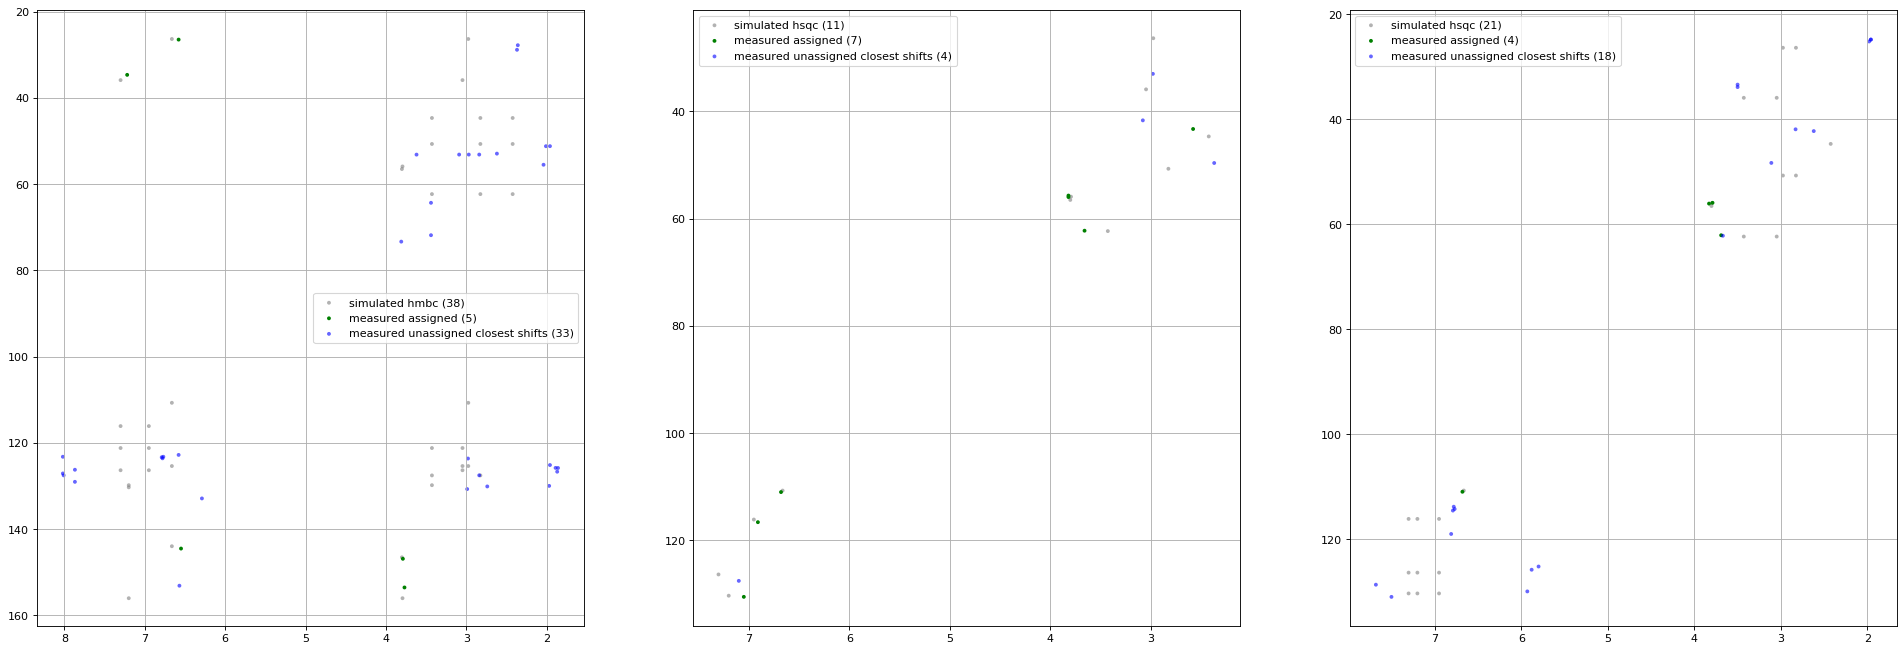 simulated hmbc (38)
measured assigned (5)
measured unassigned closest shifts (33)
20
40
60
80
100
120
140
160
8 7 6 5 4 3 2
simulated hsqc (11)
measured assigned (7)
measured unassigned closest shifts (4)
40
60
80
100
120
7 6 5 4 3
simulated hsqc (21)
measured assigned (4)
measured unassigned closest shifts (18)
20
40
60
80
100
120
7 6 5 4 3 2